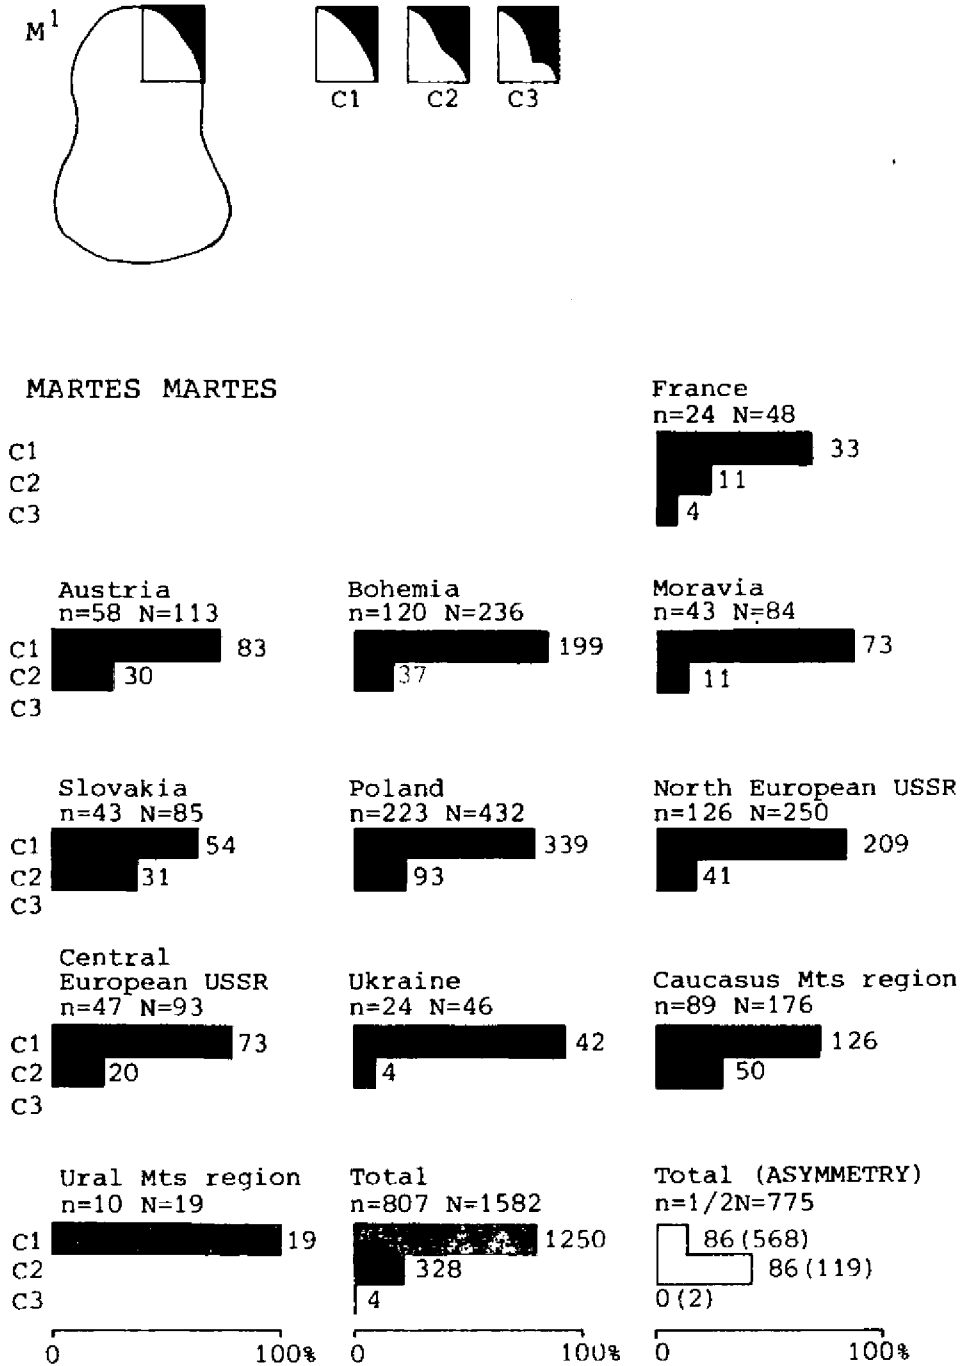 M1
C1 C2 C3
MARTES MARTES
France
n=24 N=48
C1 33
C2 11
C3 4
Austria Bohemia Moravia
n=58 N=113 n=120 N=236 n=43 N=84
C1 83 199 73
C2 30 37 11
C3
Slovakia Poland North European USSR
n=43 N=85 n=223 N=432 n=126 N=250
C1 54 339 209
C2 31 93 41
C3
Central
European USSR Ukraine Caucasus Mts region
n=47 N=93 n=24 N=46 n=89 N=176
C1 73 42 126
C2 20 4 50
C3
Ural Mts region Total Total (ASYMMETRY)
n=10 N=19 n=807 N=1582 n=1/2N=775
C1 19 1250 86(568)
C2 328 86(119)
C3 4 0(2)
0 100% 0 100% 0 100%